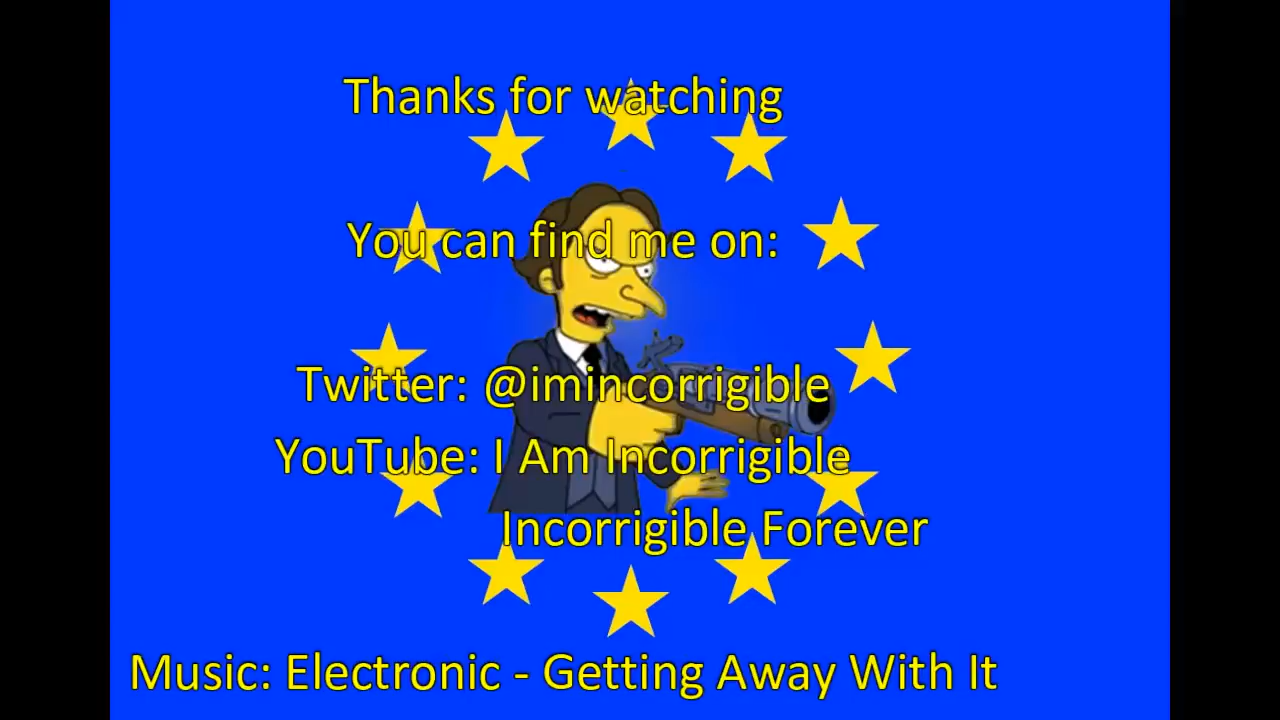 Thanks for watching
You can find me on:
Twitter: @imincorrigible
YouTube: I Am Incorrigible
Incorrigible Forever
Music: Electronic - Getting Away With It